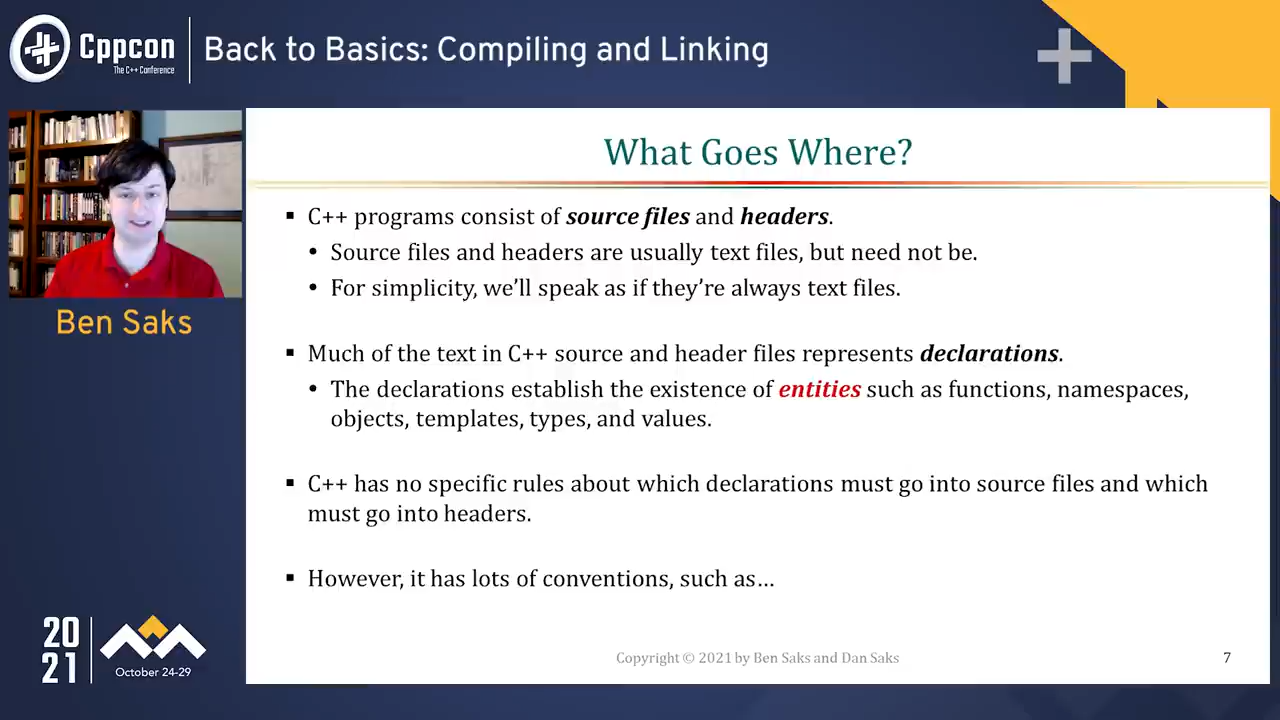 Cppcon
The C++ Conference
Back to Basics: Compiling and Linking
Ben Saks
What Goes Where?
▪ C++ programs consist of source files and headers.
• Source files and headers are usually text files, but need not be.
• For simplicity, we'll speak as if they're always text files.
▪ Much of the text in C++ source and header files represents declarations.
• The declarations establish the existence of entities such as functions, namespaces,
objects, templates, types, and values.
▪ C++ has no specific rules about which declarations must go into source files and which
must go into headers.
▪ However, it has lots of conventions, such as…
Copyright © 2021 by Ben Saks and Dan Saks
7
20
21
October 24-29